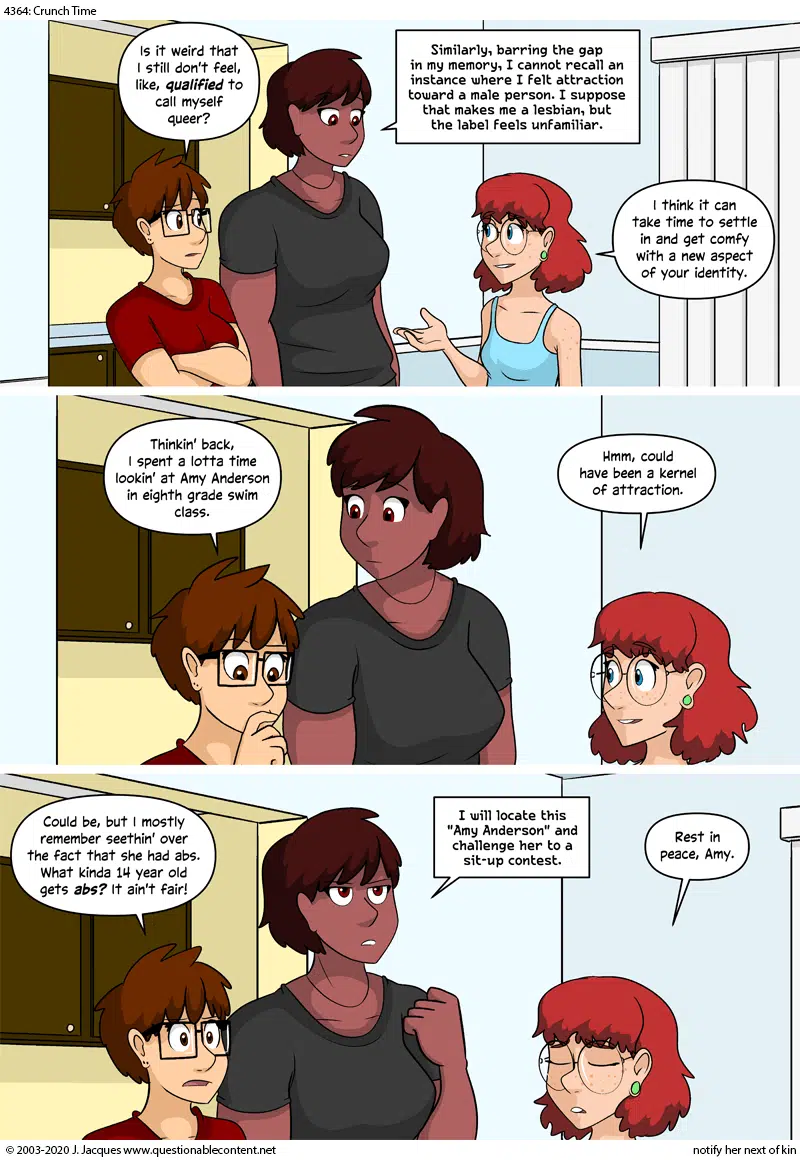 4364: Crunch Time
Is it weird that
I still don't feel,
like, qualified to
call myself
queer?
Similarly, barring the gap
in my memory, I cannot recall an
instance where I felt attraction
toward a male person. I suppose
that makes me a lesbian, but
the label feels unfamiliar.
I think it can
take time to settle
in and get comfy
with a new aspect
of your identity.
Thinkin' back,
I spent a lotta time
lookin' at Amy Anderson
in eighth grade swim
class.
Hmm, could
have been a kernel
of attraction.
Could be, but I mostly
remember seethin' over
the fact that she had abs.
What kinda 14 year old
gets abs? It ain't fair!
I will locate this
"Amy Anderson" and
challenge her to a
sit-up contest.
Rest in
peace, Amy.
© 2003-2020 J. Jacques www.questionablecontent.net
notify her next of kin